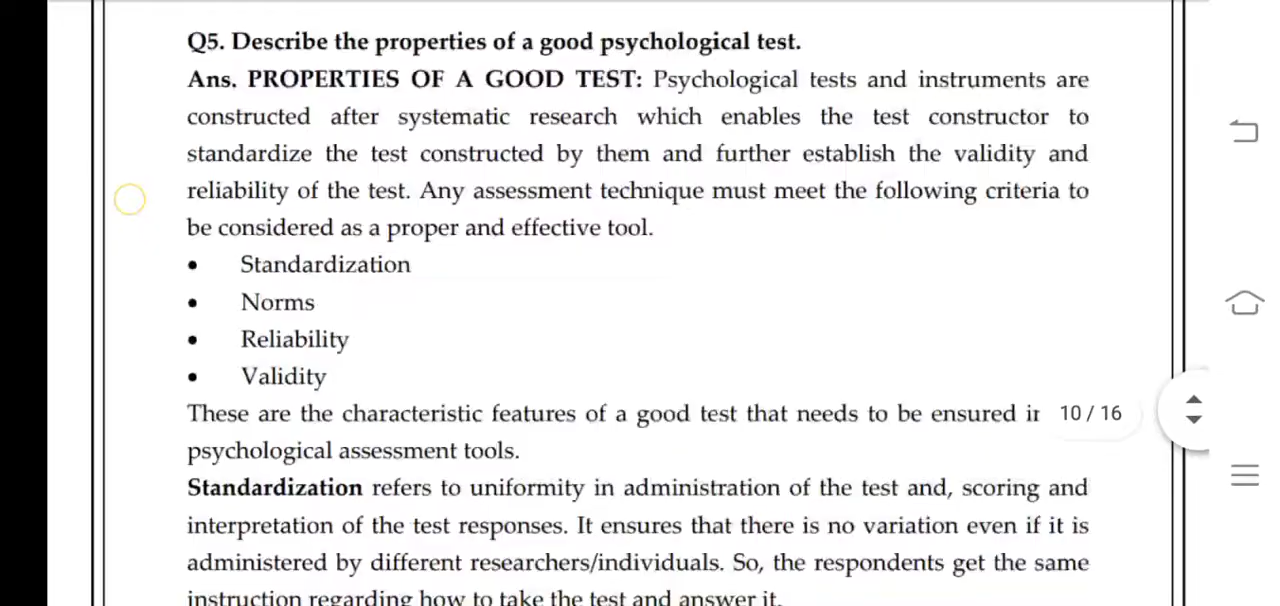 Q5. Describe the properties of a good psychological test.
Ans. PROPERTIES OF A GOOD TEST: Psychological tests and instruments are
constructed after systematic research which enables the test constructor to
standardize the test constructed by them and further establish the validity and
reliability of the test. Any assessment technique must meet the following criteria to
be considered as a proper and effective tool.
• Standardization
• Norms
• Reliability
• Validity
These are the characteristic features of a good test that needs to be ensured 10 / 16
psychological assessment tools.
Standardization refers to uniformity in administration of the test and, scoring and
interpretation of the test responses. It ensures that there is no variation even if it is
administered by different researchers/individuals. So, the respondents get the same
instruction regarding how to take the test and answer it.